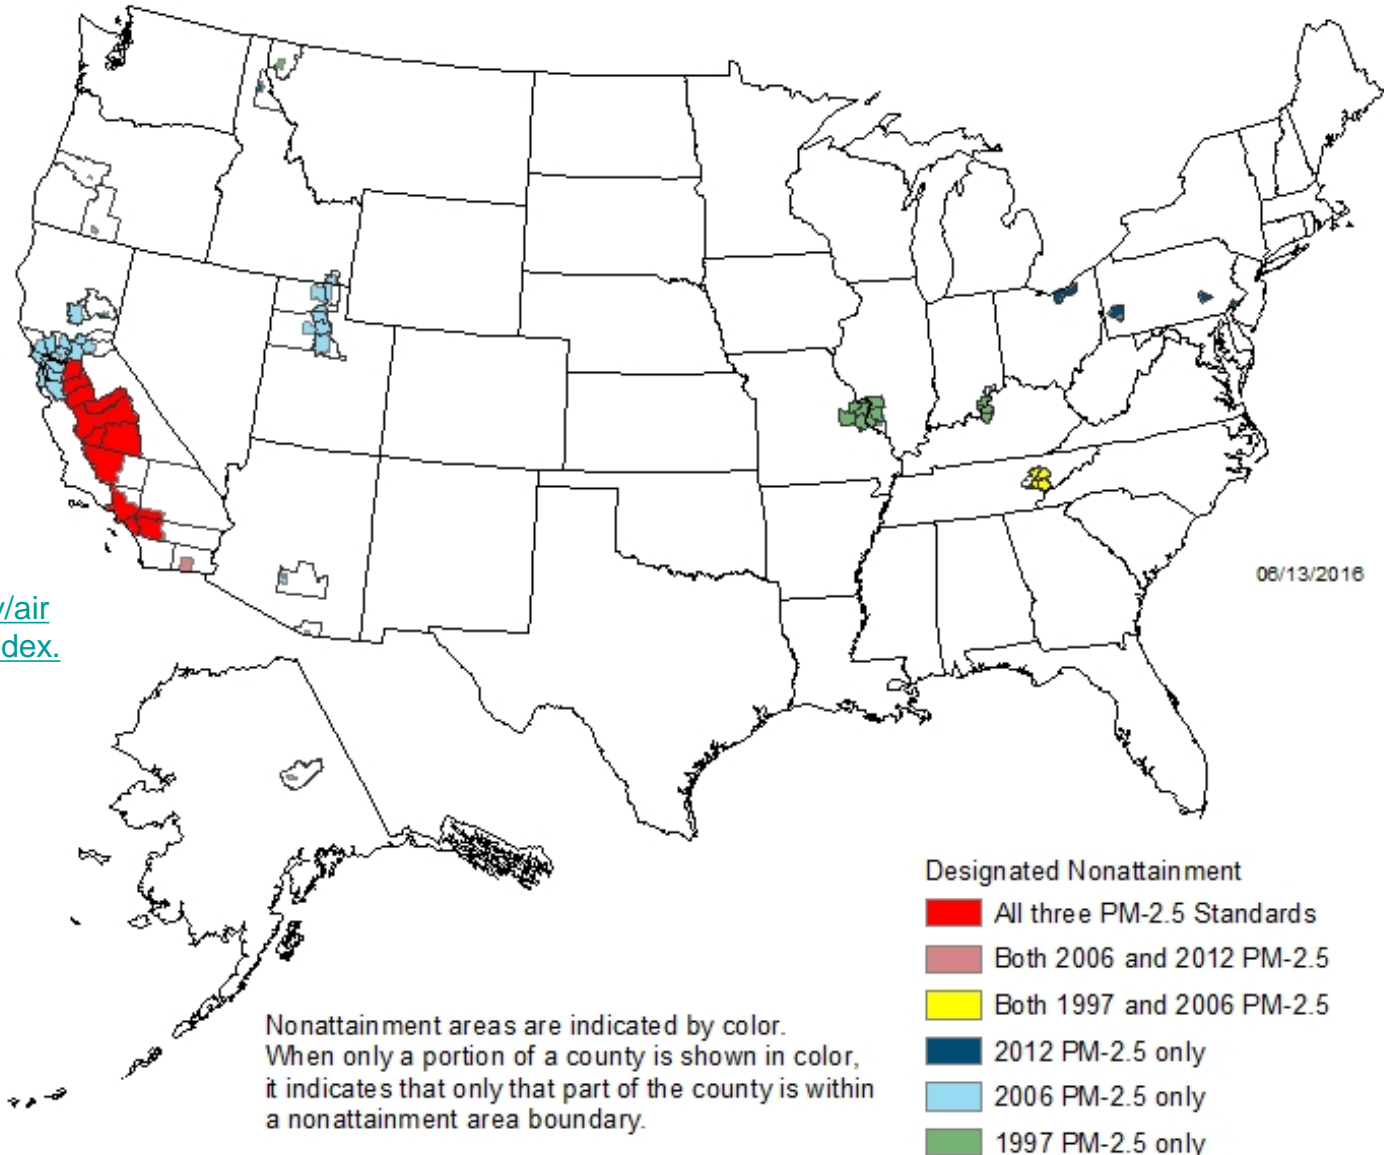 06/13/2016
/air
dex.
Designated Nonattainment
All three PM-2.5 Standards
Both 2006 and 2012 PM-2.5
Both 1997 and 2006 PM-2.5
2012 PM-2.5 only
2006 PM-2.5 only
1997 PM-2.5 only
Nonattainment areas are indicated by color.
When only a portion of a county is shown in color,
it indicates that only that part of the county is within
a nonattainment area boundary.